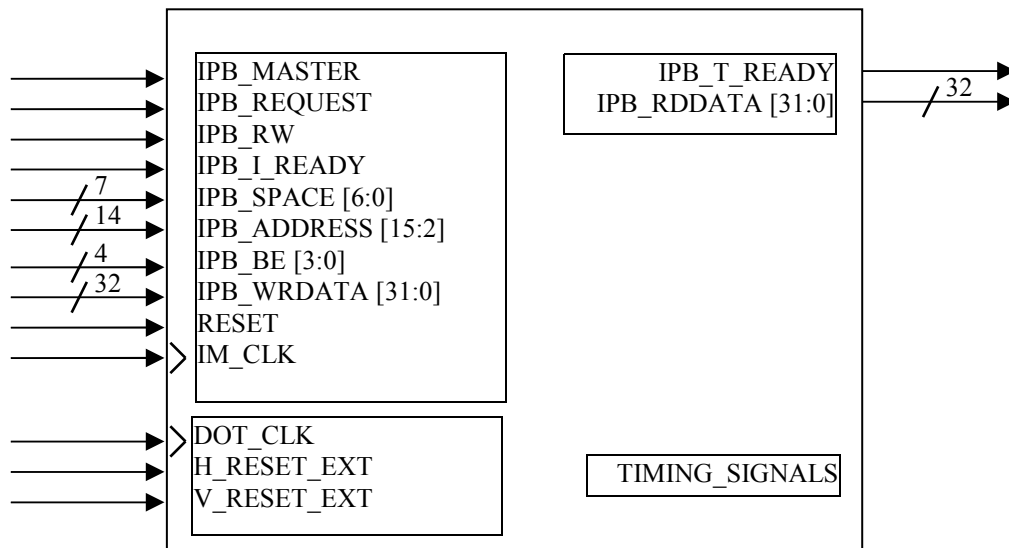 IPB_MASTER
IPB_REQUEST
IPB_RW
IPB_I_READY
7
IPB_SPACE [6:0]
14
IPB_ADDRESS [15:2]
4
IPB_BE [3:0]
32
IPB_WRDATA [31:0]
RESET
IM_CLK
DOT_CLK
H_RESET_EXT
V_RESET_EXT
IPB_T_READY
IPB_RDDATA [31:0]
32
TIMING_SIGNALS